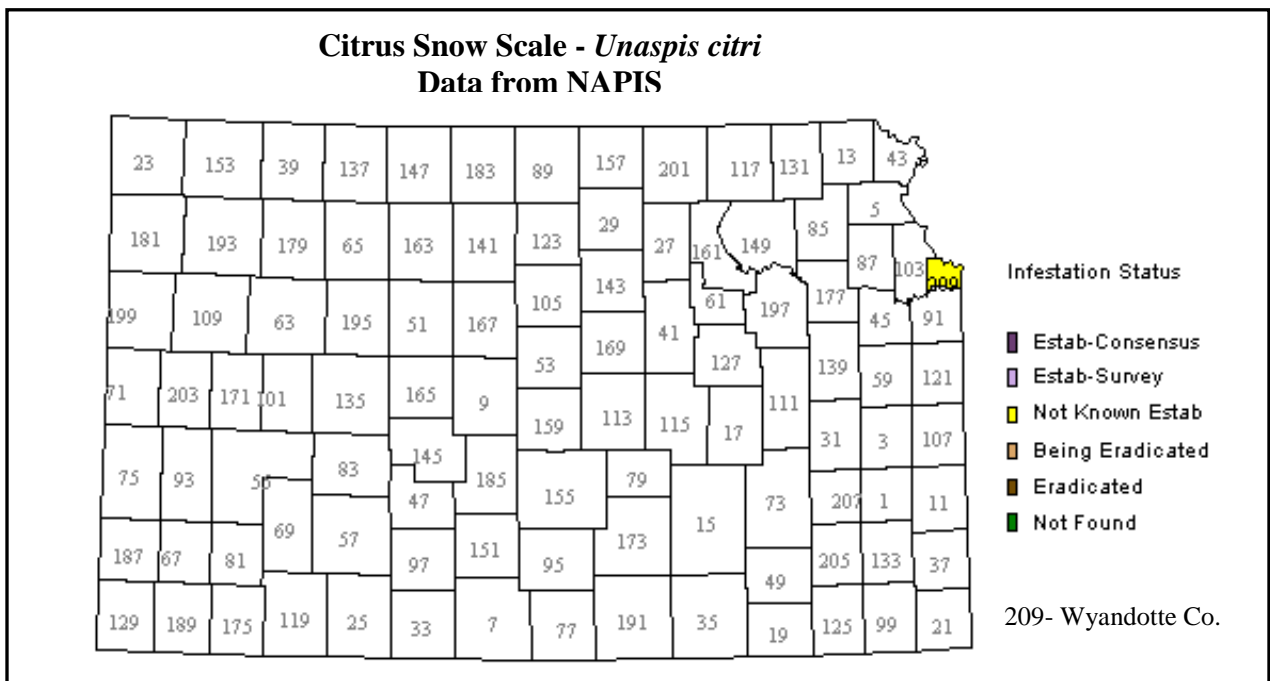 Citrus Snow Scale - Unaspis citri
Data from NAPIS
23 153 39 137 147 183 89 157 201 117 131 13 43
181 193 179 65 163 141 123 29 27 161 149 85 5
87 103 209
199 109 63 195 51 167 105 143 41 61 197 177 45 91
71 203 171 101 135 165 9 53 169 127 111 139 59 121
159 113 115 17 31 3 107
75 93 83 145 47 185 155 79 15 73 207 1 11
187 67 81 69 57 97 151 95 173 49 205 133 37
129 189 175 119 25 33 7 77 191 35 19 125 99 21
Infestation Status
Estab-Consensus
Estab-Survey
Not Known Estab
Being Eradicated
Eradicated
Not Found
209- Wyandotte Co.